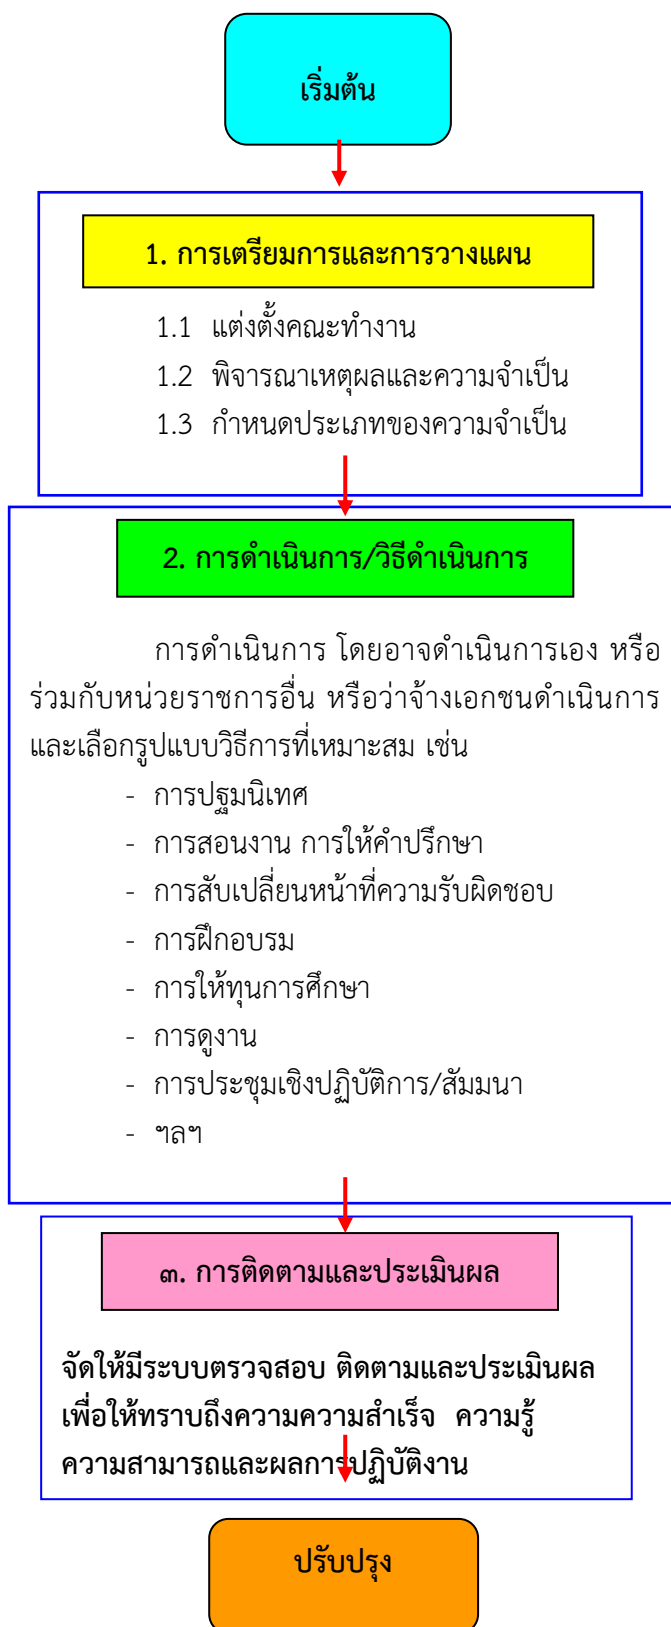 เริ่มต้น
1. การเตรียมการและการวางแผน
1.1 แต่งตั้งคณะทำงาน
1.2 พิจารณาเหตุผลและความจำเป็น
1.3 กำหนดประเภทของความจำเป็น
2. การดำเนินการ/วิธีดำเนินการ
การดำเนินการ โดยอาจดำเนินการเอง หรือ
ร่วมกับหน่วยราชการอื่น หรือว่าจ้างเอกชนดำเนินการ
และเลือกรูปแบบวิธีการที่เหมาะสม เช่น
- การปฐมนิเทศ
- การสอนงาน การให้คำปรึกษา
- การสับเปลี่ยนหน้าที่ความรับผิดชอบ
- การฝึกอบรม
- การให้ทุนการศึกษา
- การดูงาน
- การประชุมเชิงปฏิบัติการ/สัมมนา
- ฯลฯ
๓. การติดตามและประเมินผล
จัดให้มีระบบตรวจสอบ ติดตามและประเมินผล
เพื่อให้ทราบถึงความความสำเร็จ ความรู้
ความสามารถและผลการปฏิบัติงาน
ปรับปรุง